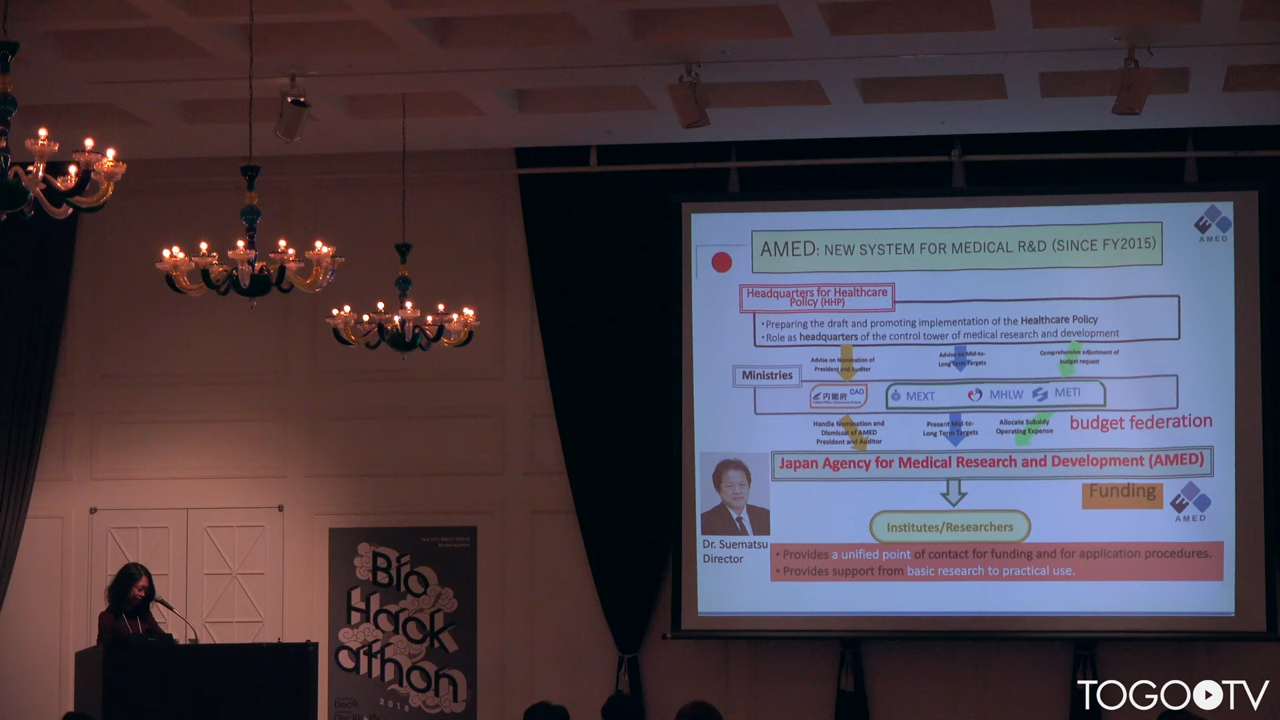 AMED
AMED: NEW SYSTEM FOR MEDICAL R&D (SINCE FY2015)
Headquarters for Healthcare
Policy (HHP)
• Preparing the draft and promoting implementation of the Healthcare Policy
• Role as headquarters of the control tower of medical research and development
Advise on Nomination of
President and Auditor
Advise on Mid-to-
Long Term Targets
Comprehensive adjustment of
budget request
Ministries
内閣府 CAO
MEXT
MHLW
METI
Handle Nomination and
Dismissal of AMED
President and Auditor
Present Mid-to-
Long Term Targets
Allocate Subsidy
Operating Expense
budget federation
Japan Agency for Medical Research and Development (AMED)
Funding
AMED
Institutes/Researchers
Dr. Suematsu
Director
• Provides a unified point of contact for funding and for application procedures.
• Provides support from basic research to practical use.
Bio
Hack
athon
2018
TOGO TV